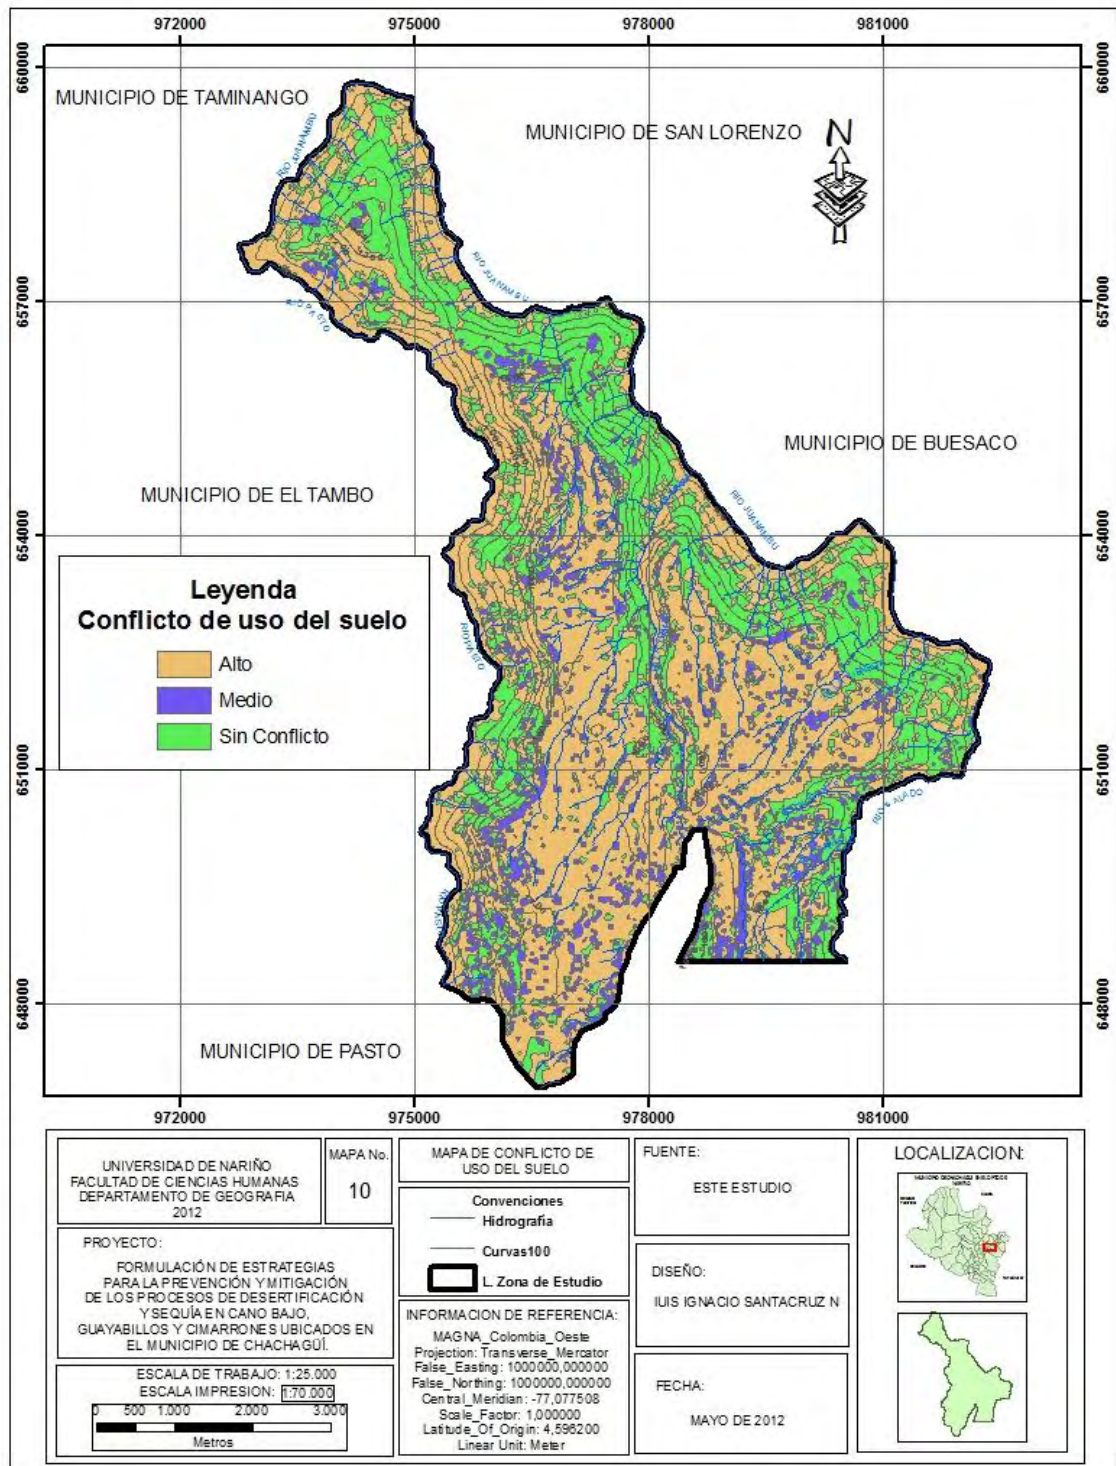 972000
975000
978000
981000
660000
660000
MUNICIPIO DE TAMINANGO
MUNICIPIO DE SAN LORENZO
N
RIO JUANAMBU
RIO JUANAMBU
657000
657000
RIO PASTO
MUNICIPIO DE BUESACO
MUNICIPIO DE EL TAMBO
RIO JUANAMBU
654000
654000
Leyenda
Conflicto de uso del suelo
Alto
Medio
Sin Conflicto
RIO PASTO
651000
651000
648000
648000
MUNICIPIO DE PASTO
972000
975000
978000
981000
UNIVERSIDAD DE NARIÑO
FACULTAD DE CIENCIAS HUMANAS
DEPARTAMENTO DE GEOGRAFIA
2012
MAPA No.
10
MAPA DE CONFLICTO DE
USO DEL SUELO
FUENTE:
ESTE ESTUDIO
LOCALIZACION:
Convenciones
Hidrografia
Curvas100
L. Zona de Estudio
PROYECTO:
FORMULACIÓN DE ESTRATEGIAS
PARA LA PREVENCIÓN Y MITIGACIÓN
DE LOS PROCESOS DE DESERTIFICACIÓN
Y SEQUÍA EN CANO BAJO,
GUAYABILLOS Y CIMARRONES UBICADOS EN
EL MUNICIPIO DE CHACHAGÜÍ.
DISEÑO:
IUIS IGNACIO SANTACRUZ N
INFORMACION DE REFERENCIA:
MAGNA_Colombia_Oeste
Projection: Transverse_Mercator
False_Easting: 1000000,000000
False_Northing: 1000000,000000
Central_Meridian: -77,077508
Scale_Factor: 1,000000
Latitude_Of_Origin: 4,596200
Linear Unit: Meter
ESCALA DE TRABAJO: 1:25.000
ESCALA IMPRESION: 1:70.000
0 500 1.000 2.000 3.000
Metros
FECHA:
MAYO DE 2012